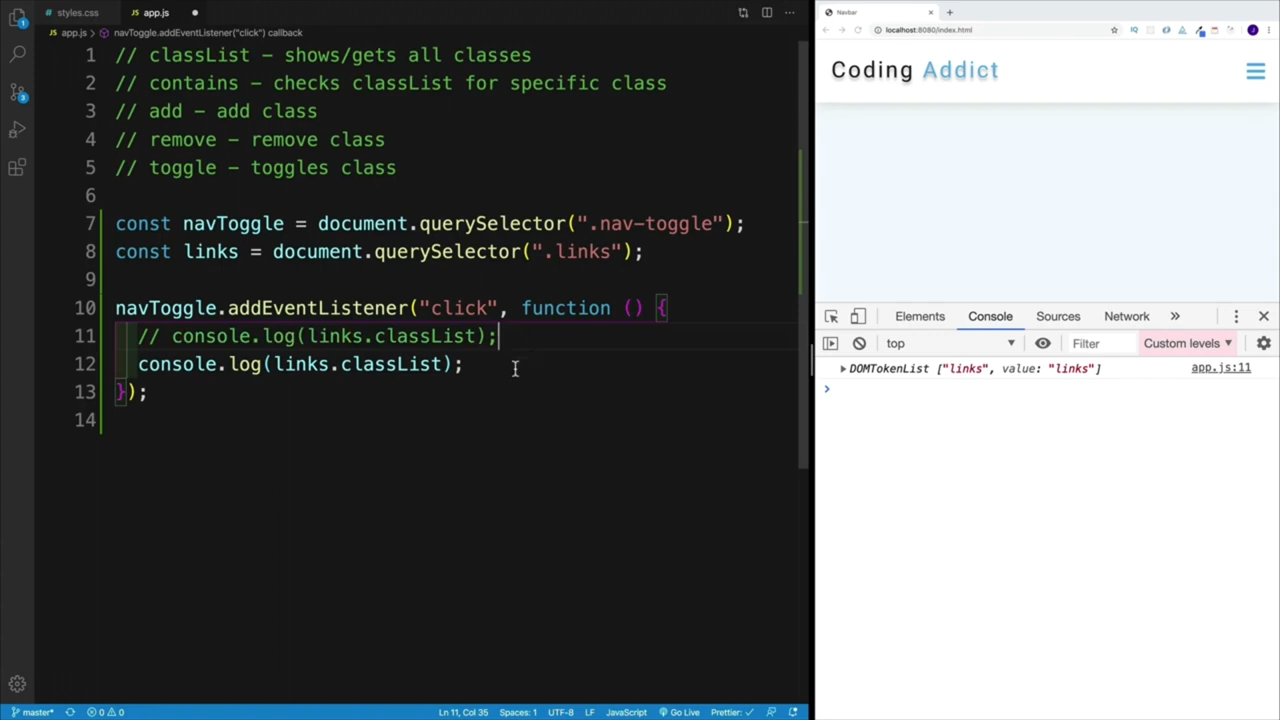 styles.css
app.js
app.js > navToggle.addEventListener("click") callback
1 // classList – shows/gets all classes
2 // contains – checks classList for specific class
3 // add – add class
4 // remove – remove class
5 // toggle – toggles class
6
7 const navToggle = document.querySelector(".nav-toggle");
8 const links = document.querySelector(".links");
9
10 navToggle.addEventListener("click", function () {
11 // console.log(links.classList);
12 console.log(links.classList);
13 });
14
1
3
master*
0 0
Ln 11, Col 35
Spaces: 1
UTF-8
LF
JavaScript
Go Live
Prettier: ✓
Navbar
localhost:8080/index.html
J
Coding Addict
Elements
Console
Sources
Network
»
top
Filter
Custom levels
DOMTokenList ["links", value: "links"]
app.js:11